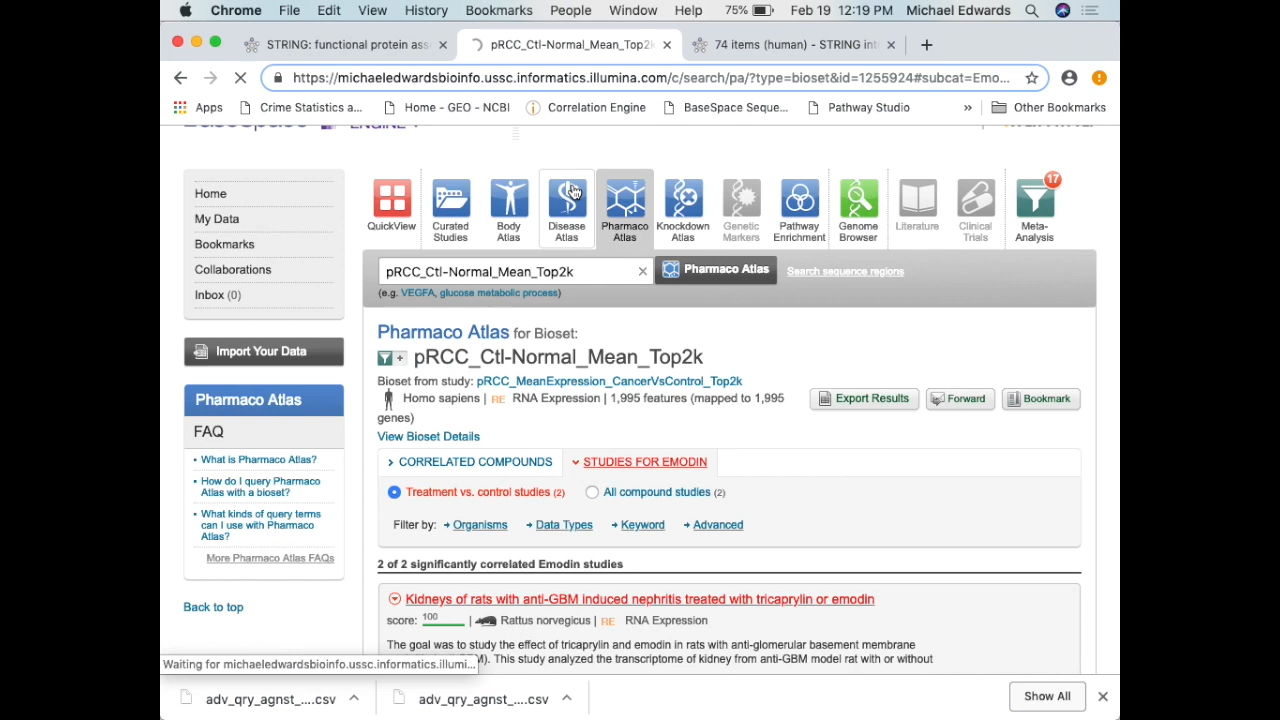 Chrome File Edit View History Bookmarks People Window Help 75% Feb 19 12:19 PM Michael Edwards
STRING: functional protein ass
pRCC_Ctl-Normal_Mean_Top2k
74 items (human) - STRING int
https://michaeledwardsbioinfo.ussc.informatics.illumina.com/c/search/pa/?type=bioset&id=1255924#subcat=Emo...
Apps Crime Statistics a... Home - GEO - NCBI Correlation Engine BaseSpace Seque... Pathway Studio » Other Bookmarks
Home
My Data
Bookmarks
Collaborations
Inbox (0)
Import Your Data
Pharmaco Atlas
FAQ
• What is Pharmaco Atlas?
• How do I query Pharmaco
Atlas with a bioset?
• What kinds of query terms
can I use with Pharmaco
Atlas?
More Pharmaco Atlas FAQs
Back to top
QuickView
Curated
Studies
Body
Atlas
Disease
Atlas
Pharmaco
Atlas
Knockdown
Atlas
Genetic
Markers
Pathway
Enrichment
Genome
Browser
Literature
Clinical
Trials
17
Meta-
Analysis
pRCC_Ctl-Normal_Mean_Top2k Pharmaco Atlas Search sequence regions
(e.g. VEGFA, glucose metabolic process)
Pharmaco Atlas for Bioset:
pRCC_Ctl-Normal_Mean_Top2k
Bioset from study: pRCC_MeanExpression_CancerVsControl_Top2k
Homo sapiens | RE RNA Expression | 1,995 features (mapped to 1,995
genes)
Export Results Forward Bookmark
View Bioset Details
CORRELATED COMPOUNDS STUDIES FOR EMODIN
Treatment vs. control studies (2) All compound studies (2)
Filter by: Organisms Data Types Keyword Advanced
2 of 2 significantly correlated Emodin studies
Kidneys of rats with anti-GBM induced nephritis treated with tricaprylin or emodin
score: 100 | Rattus norvegicus | RE RNA Expression
The goal was to study the effect of tricaprylin and emodin in rats with anti-glomerular basement membrane
This study analyzed the transcriptome of kidney from anti-GBM model rat with or without
Waiting for michaeledwardsbioinfo.ussc.informatics.illumi...
adv_qry_agnst_....csv adv_qry_agnst_....csv Show All